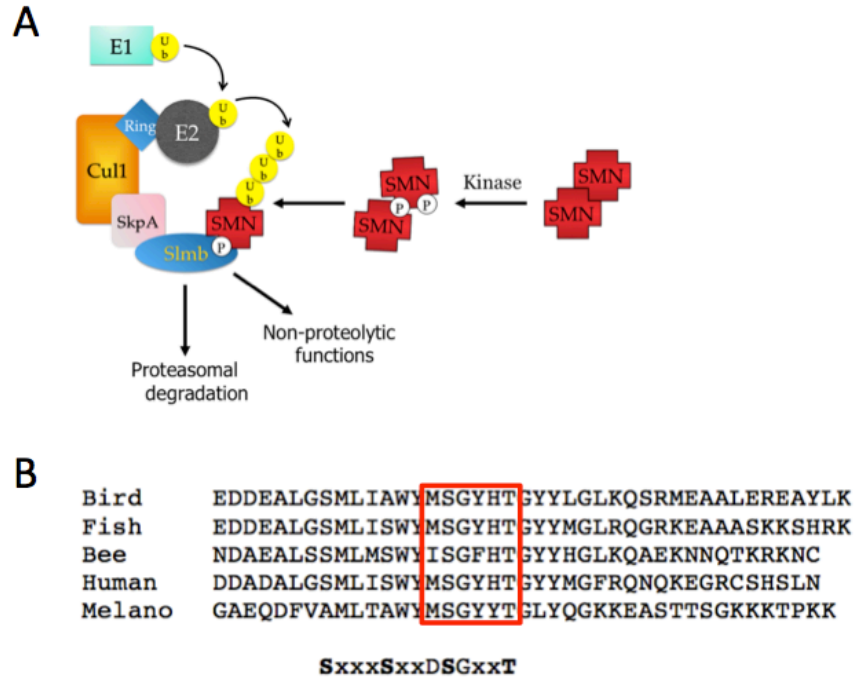 A
E1
Ub
Ub
Ring
E2
Ub
Ub
Ub
Cul1
SMN
Kinase
SMN
P
P
SMN
SMN
SMN
SkpA
SMN
P
Slmb
Non-proteolytic
functions
Proteasomal
degradation
B
Bird EDDEALGSMLIAWYMSGYHTGYYLGLKQSRMEAALEREAYLK
Fish EDDEALGSMLISWYMSGYHTGYYMGLRQGRKEAAASKKSHRK
Bee NDAEALSSMLMSWYISGFHTGYYHGLKQAEKNNQTKRKNC
Human DDADALGSMLISWYMSGYHTGYYMGFRQNQKEGRCSHSLN
Melano GAEQDFVAMLTAWYMSGYYTGLYQGKKEASTTSGKKKTPKK
SxxxSxxDSGxxT